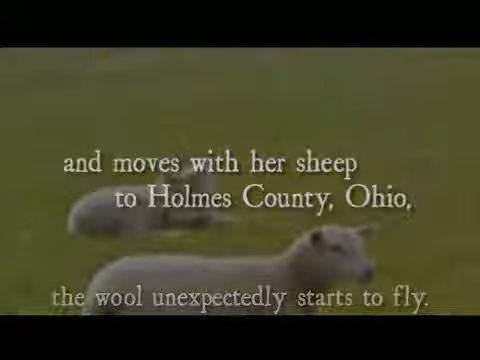 and moves with her sheep
to Holmes County, Ohio,
the wool unexpectedly starts to fly.